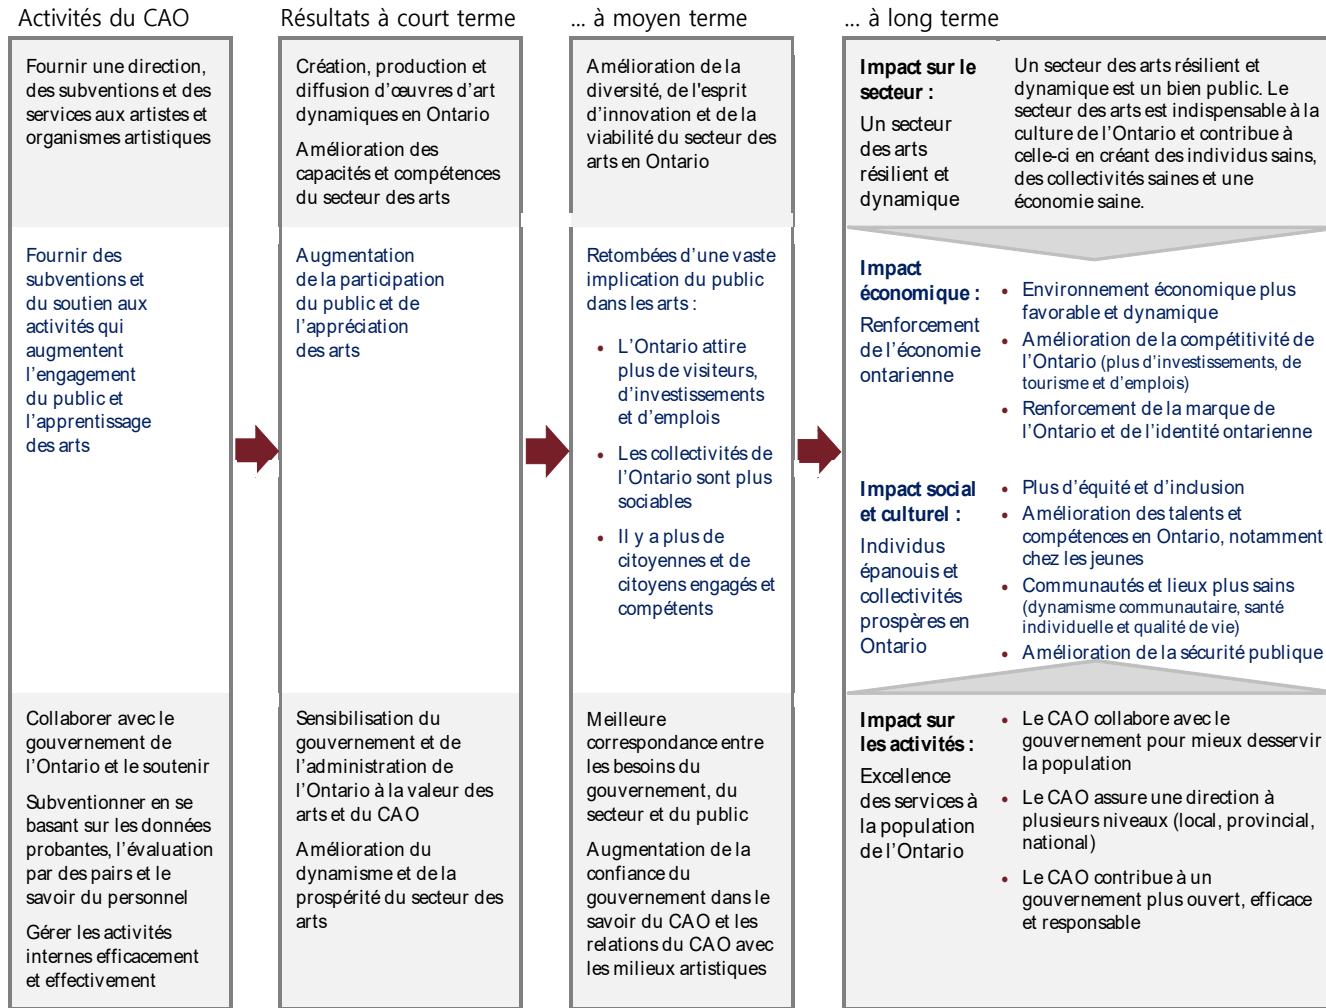 Activités du CAO
Fournir une direction,
des subventions et des
services aux artistes et
organismes artistiques
Fournir des
subventions et
du soutien aux
activités qui
augmentent
l'engagement
du public et
l'apprentissage
des arts
Collaborer avec le
gouvernement de
l'Ontario et le soutenir
Subventionner en se
basant sur les données
probantes, l'évaluation
par des pairs et le
savoir du personnel
Gérer les activités
internes efficacement
et effectivement
Résultats à court terme
Création, production et
diffusion d'œuvres d'art
dynamiques en Ontario
Amélioration des
capacités et compétences
du secteur des arts
Augmentation
de la participation
du public et de
l'appréciation
des arts
Sensibilisation du
gouvernement et de
l'administration de
l'Ontario à la valeur des
arts et du CAO
Amélioration du
dynamisme et de la
prospérité du secteur des
arts
... à moyen terme
Amélioration de la
diversité, de l'esprit
d'innovation et de la
viabilité du secteur des
arts en Ontario
Retombées d'une vaste
implication du public
dans les arts :
• L'Ontario attire
plus de visiteurs,
d'investissements
et d'emplois
• Les collectivités de
l'Ontario sont plus
sociables
• Il y a plus de
citoyennes et de
citoyens engagés et
compétents
Meilleure
correspondance entre
les besoins du
gouvernement, du
secteur et du public
Augmentation de la
confiance du
gouvernement dans le
savoir du CAO et les
relations du CAO avec
les milieux artistiques
... à long terme
Impact sur le
secteur :
Un secteur
des arts
résilient et
dynamique
Un secteur des arts résilient et
dynamique est un bien public. Le
secteur des arts est indispensable à la
culture de l'Ontario et contribue à
celle-ci en créant des individus sains,
des collectivités saines et une
économie saine.
Impact
économique :
Renforcement
de l'économie
ontarienne
• Environnement économique plus
favorable et dynamique
• Amélioration de la compétitivité de
l'Ontario (plus d'investissements, de
tourisme et d'emplois)
• Renforcement de la marque de
l'Ontario et de l'identité ontarienne
Impact social
et culturel :
Individus
épanouis et
collectivités
prospères en
Ontario
• Plus d'équité et d'inclusion
• Amélioration des talents et
compétences en Ontario, notamment
chez les jeunes
• Communautés et lieux plus sains
(dynamisme communautaire, santé
individuelle et qualité de vie)
• Amélioration de la sécurité publique
Impact sur
les activités :
Excellence
des services à
la population
de l'Ontario
• Le CAO collabore avec le
gouvernement pour mieux desservir
la population
• Le CAO assure une direction à
plusieurs niveaux (local, provincial,
national)
• Le CAO contribue à un
gouvernement plus ouvert, efficace
et responsable